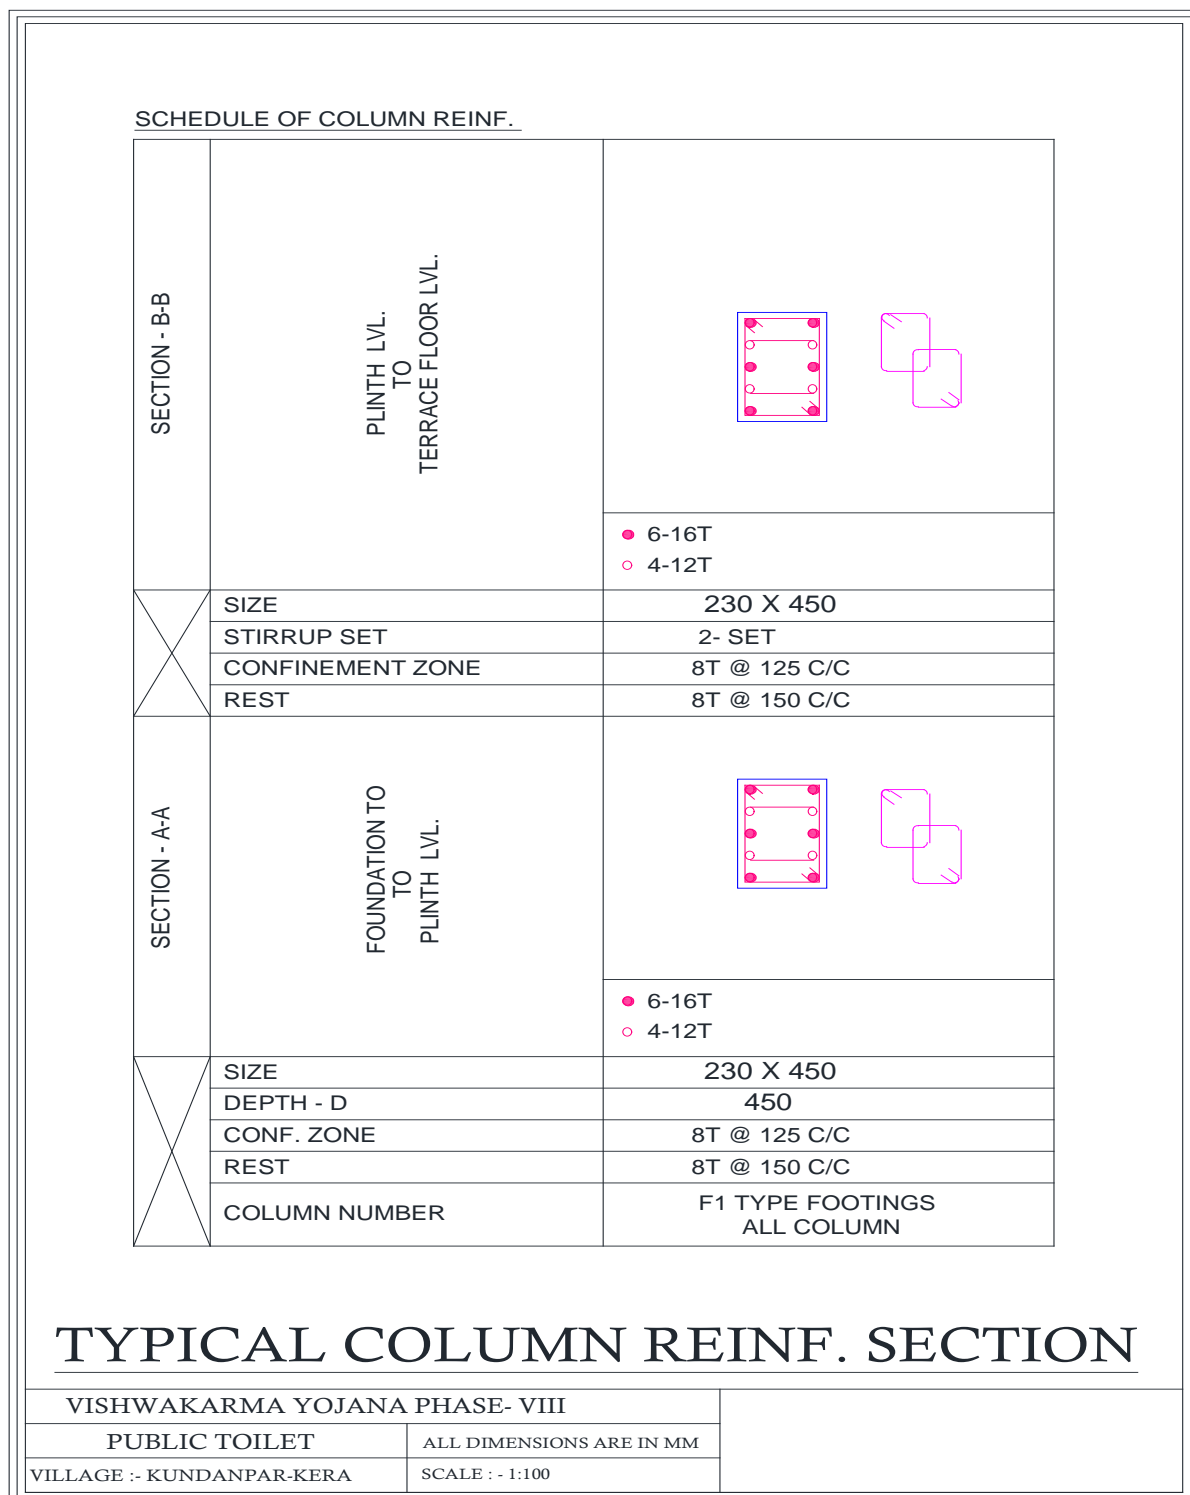 SCHEDULE OF COLUMN REINF.
SECTION - B-B
PLINTH LVL.
TO
TERRACE FLOOR LVL.
6-16T
4-12T
SIZE 230 X 450
STIRRUP SET 2- SET
CONFINEMENT ZONE 8T @ 125 C/C
REST 8T @ 150 C/C
SECTION - A-A
FOUNDATION TO
TO
PLINTH LVL.
6-16T
4-12T
SIZE 230 X 450
DEPTH - D 450
CONF. ZONE 8T @ 125 C/C
REST 8T @ 150 C/C
COLUMN NUMBER F1 TYPE FOOTINGS
ALL COLUMN
TYPICAL COLUMN REINF. SECTION
VISHWAKARMA YOJANA PHASE- VIII
PUBLIC TOILET ALL DIMENSIONS ARE IN MM
VILLAGE :- KUNDANPAR-KERA SCALE : - 1:100